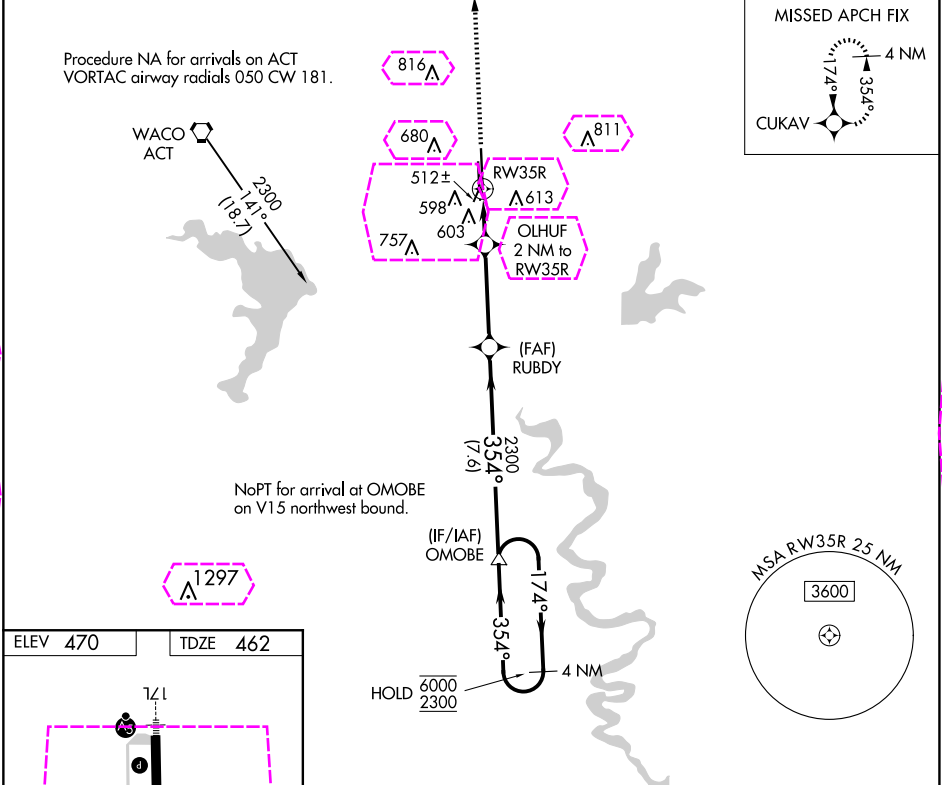 MISSED APCH FIX
4 NM
174°
354°
CUKAV
Procedure NA for arrivals on ACT
VORTAC airway radials 050 CW 181.
816
680
811
WACO
ACT
2300
141°
(18.7)
512±
RW35R
598
613
603
757
OLHUF
2 NM to
RW35R
(FAF)
RUBDY
2300
354°
(7.6)
NoPT for arrival at OMOBE
on V15 northwest bound.
(IF/IAF)
OMOBE
174°
354°
4 NM
HOLD 6000
2300
1297
MSA RW35R 25 NM
3600
ELEV 470
TDZE 462
17L
A5
P